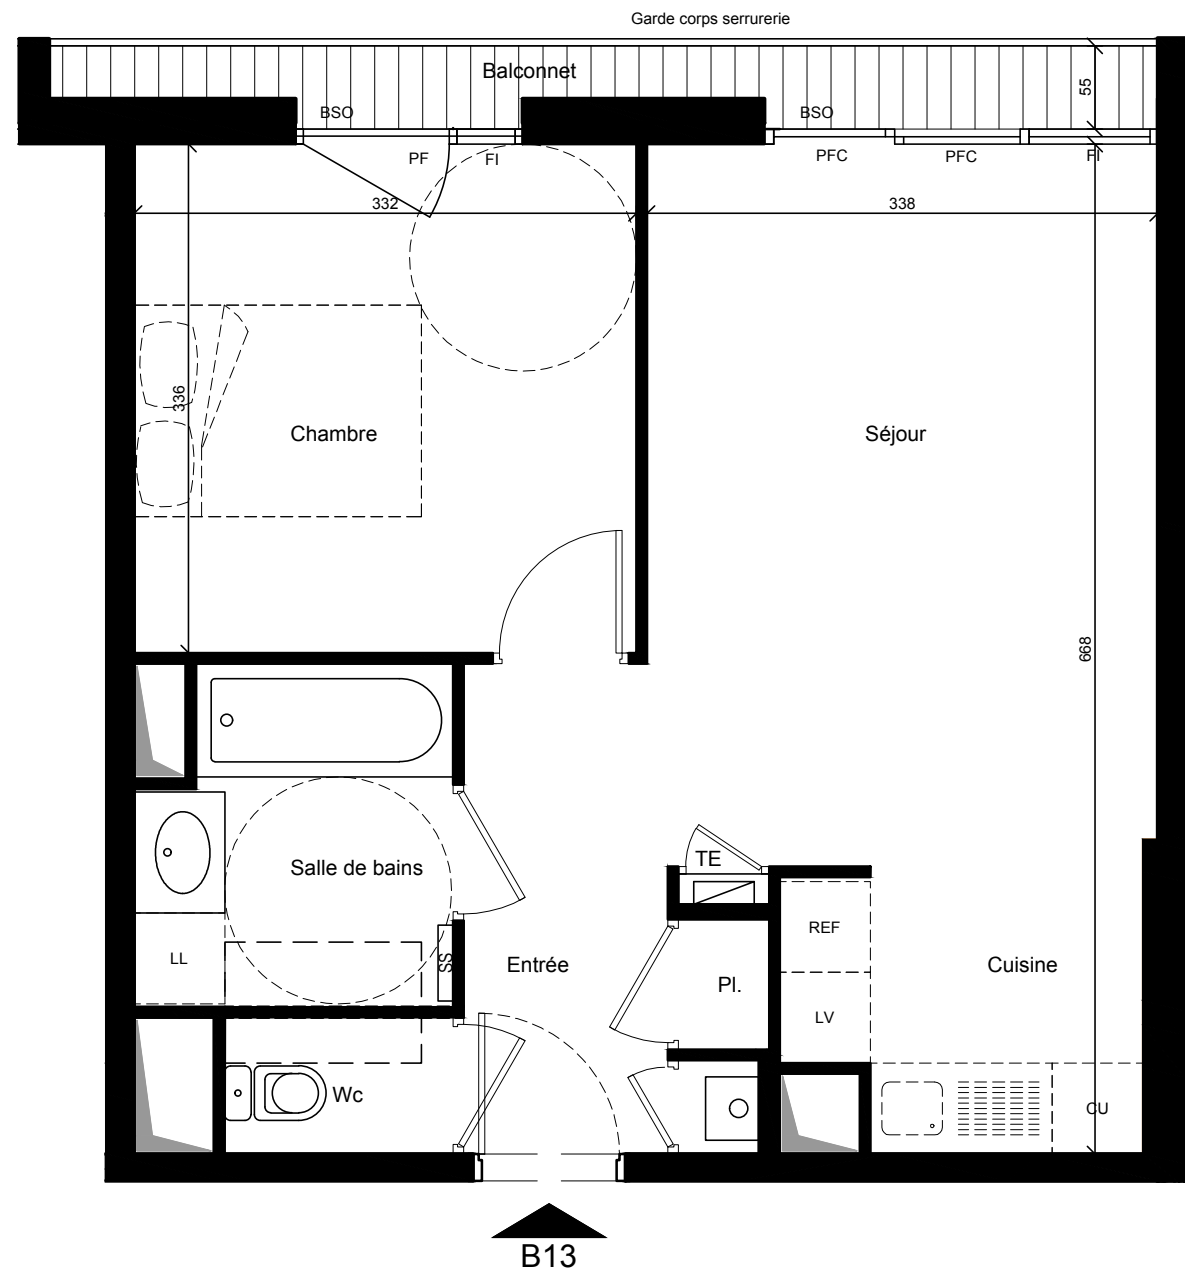 Garde corps serrurerie
Balconnet
55
BSO
BSO
PF
FI
PFC
PFC
FI
332
338
336
Chambre
Séjour
668
TE
Salle de bains
REF
LL
SS
Entrée
Pl.
Cuisine
LV
Wc
CU
B13